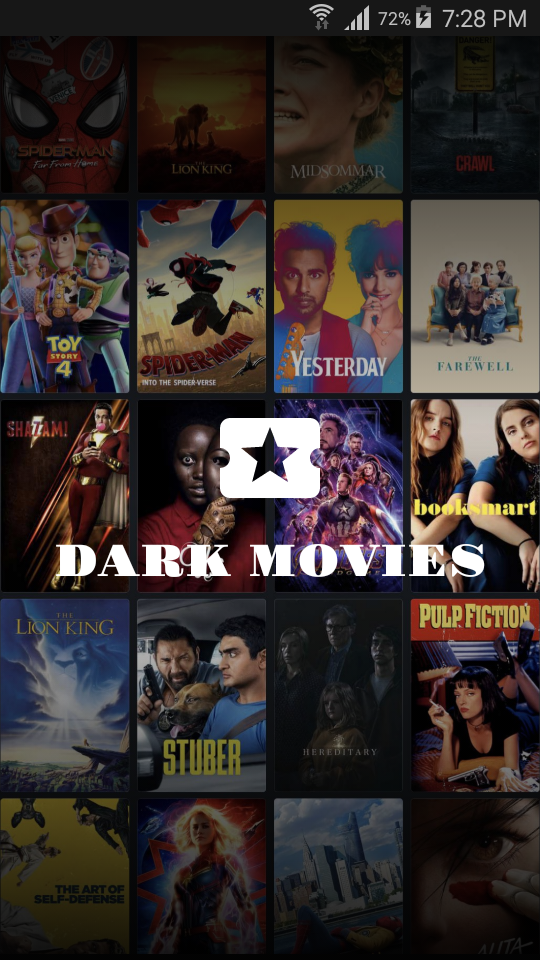 72% 7:28 PM
SPIDER-MAN
Far From Home
THE
LION KING
MIDSOMMAR
CRAWL
TOY
STORY
4
SPIDER-MAN
INTO THE SPIDER-VERSE
YESTERDAY
THE
FAREWELL
SHAZAM!
booksmart
DARK MOVIES
THE
LION KING
STUBER
HEREDITARY
PULP FICTION
THE ART OF
SELF-DEFENSE